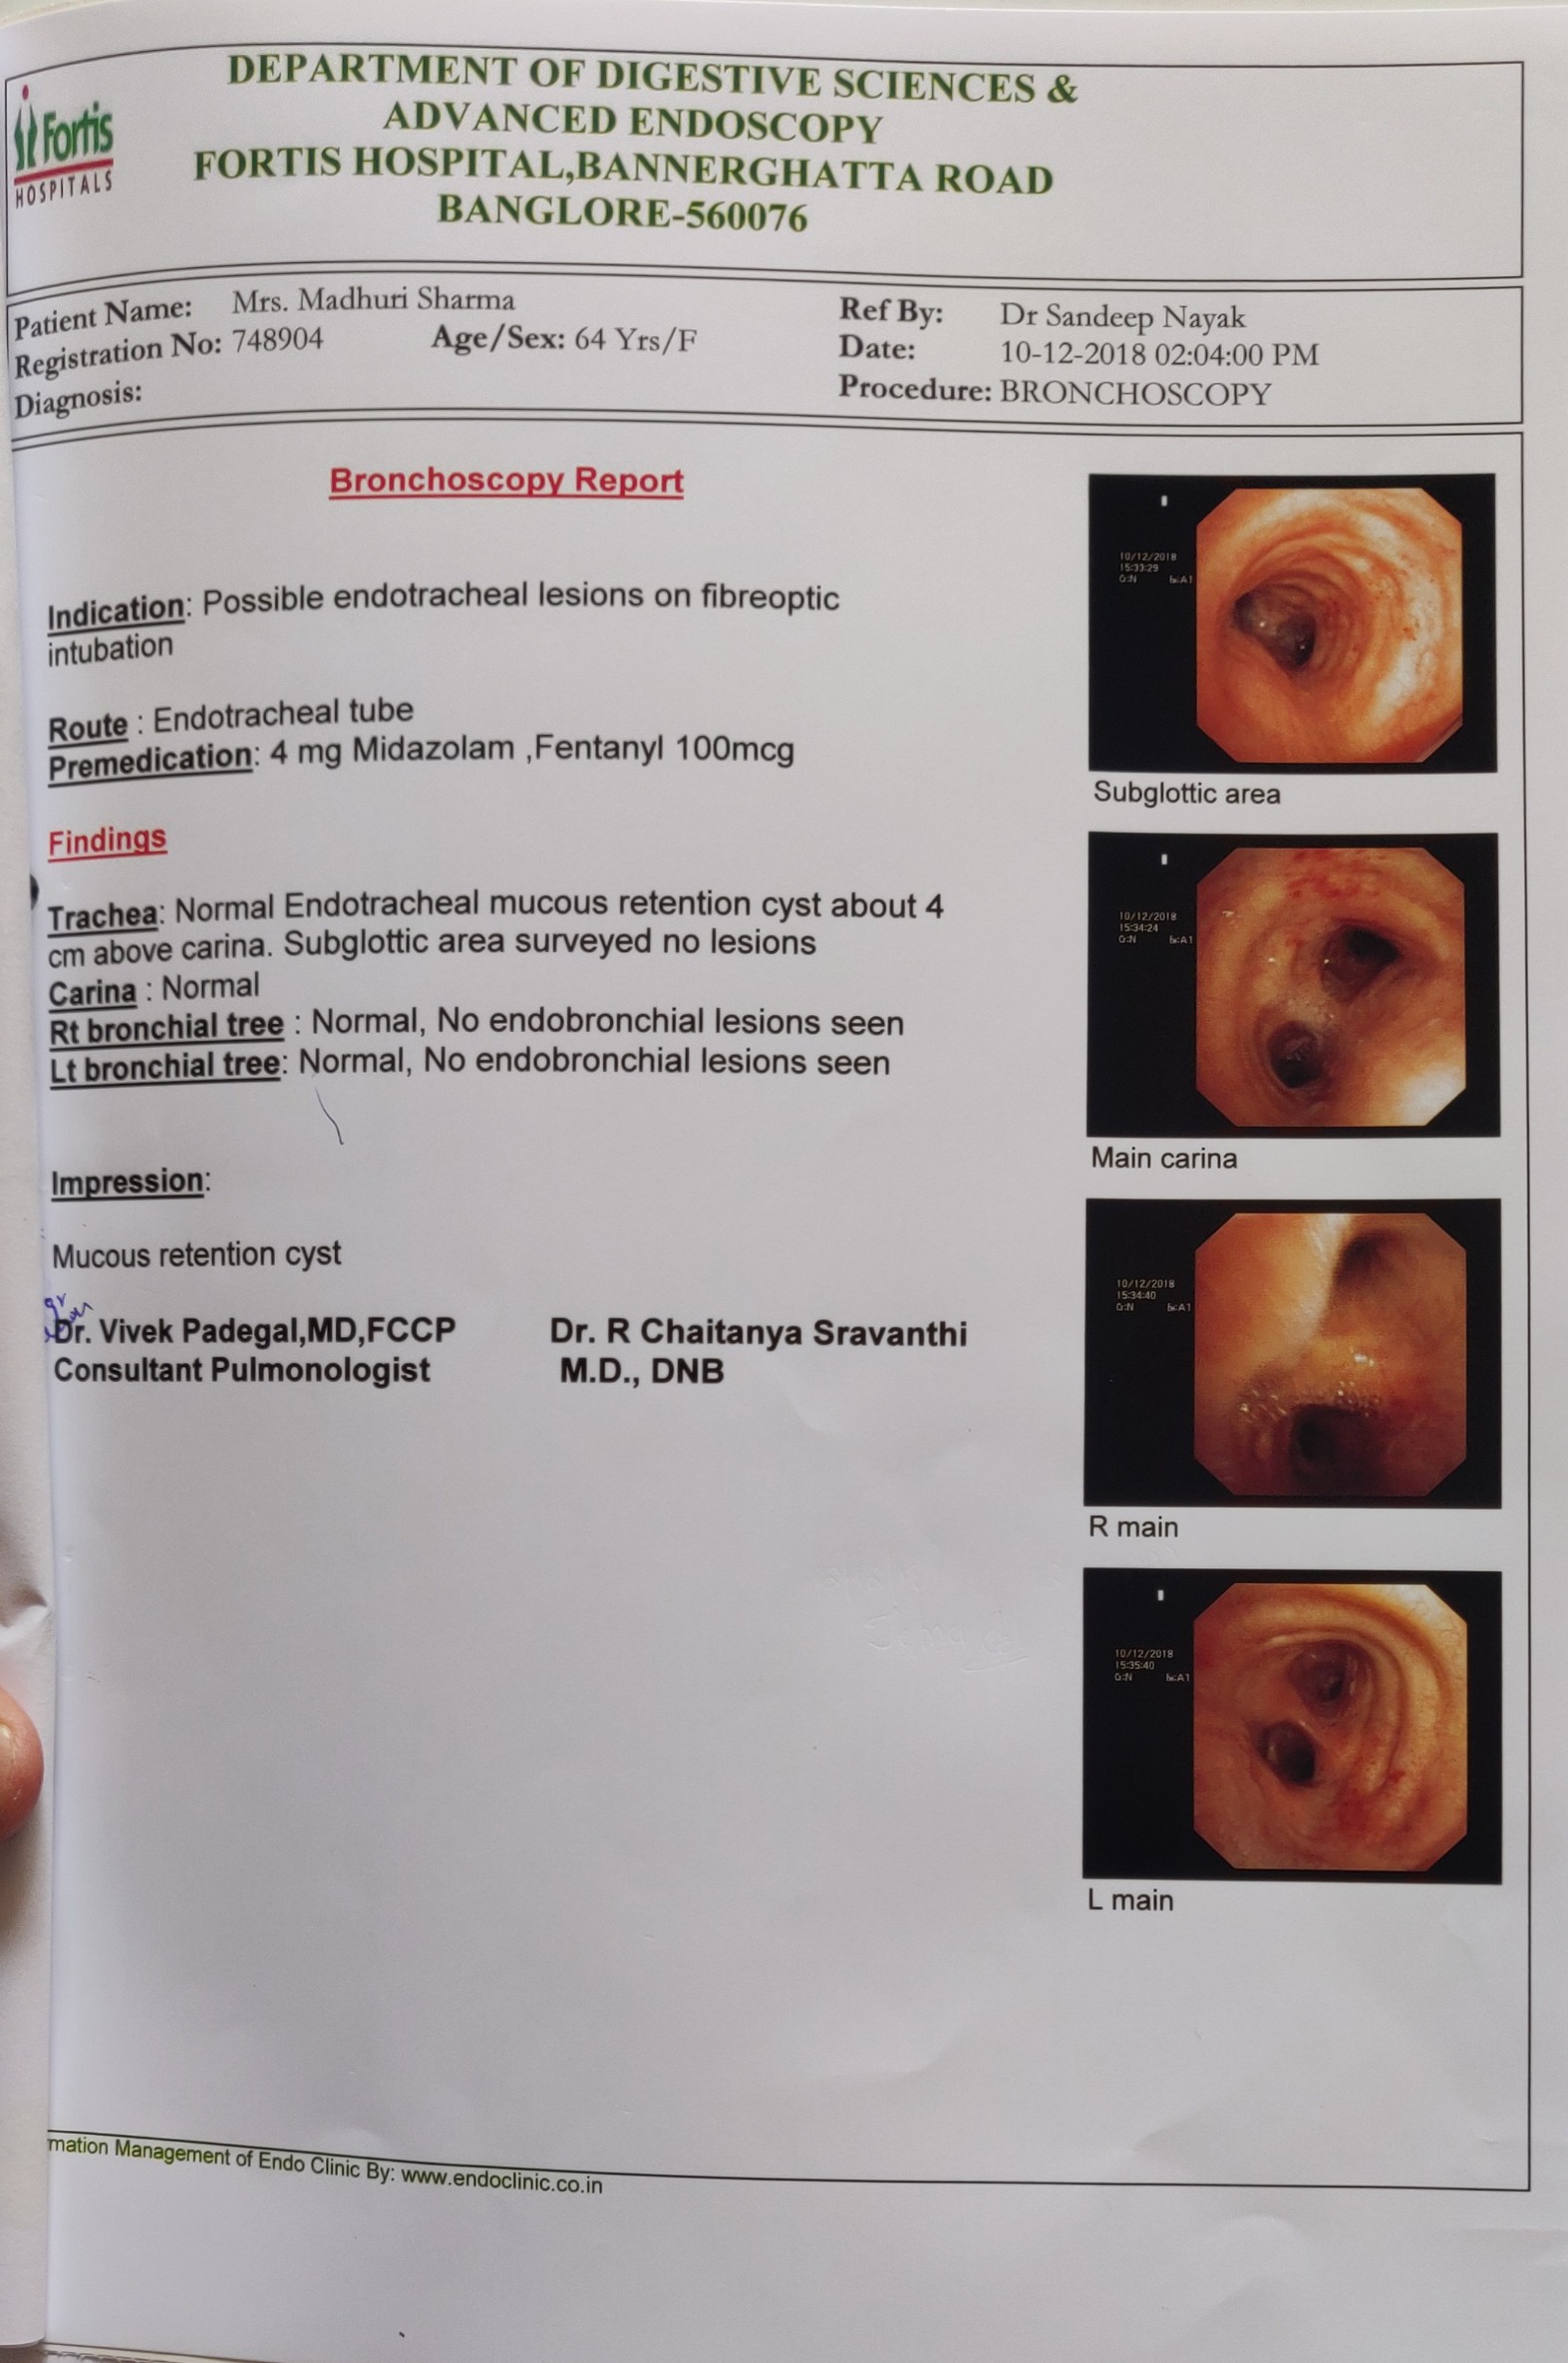 Fortis
HOSPITALS
DEPARTMENT OF DIGESTIVE SCIENCES &
ADVANCED ENDOSCOPY
FORTIS HOSPITAL,BANNERGHATTA ROAD
BANGLORE-560076
Patient Name: Mrs. Madhuri Sharma
Registration No: 748904 Age/Sex: 64 Yrs/F
Diagnosis:
Ref By: Dr Sandeep Nayak
Date: 10-12-2018 02:04:00 PM
Procedure: BRONCHOSCOPY
Bronchoscopy Report
Indication: Possible endotracheal lesions on fibreoptic
intubation
Route : Endotracheal tube
Premedication: 4 mg Midazolam ,Fentanyl 100mcg
Findings
Trachea: Normal Endotracheal mucous retention cyst about 4
cm above carina. Subglottic area surveyed no lesions
Carina : Normal
Rt bronchial tree : Normal, No endobronchial lesions seen
Lt bronchial tree: Normal, No endobronchial lesions seen
Impression:
Mucous retention cyst
Dr. Vivek Padegal,MD,FCCP Dr. R Chaitanya Sravanthi
Consultant Pulmonologist M.D., DNB
10/12/2018
15:33:29
G:N
Subglottic area
10/12/2018
15:34:24
G:N
Main carina
10/12/2018
15:34:40
G:N
R main
10/12/2018
15:35:40
G:N
L main
mation Management of Endo Clinic By: www.endoclinic.co.in